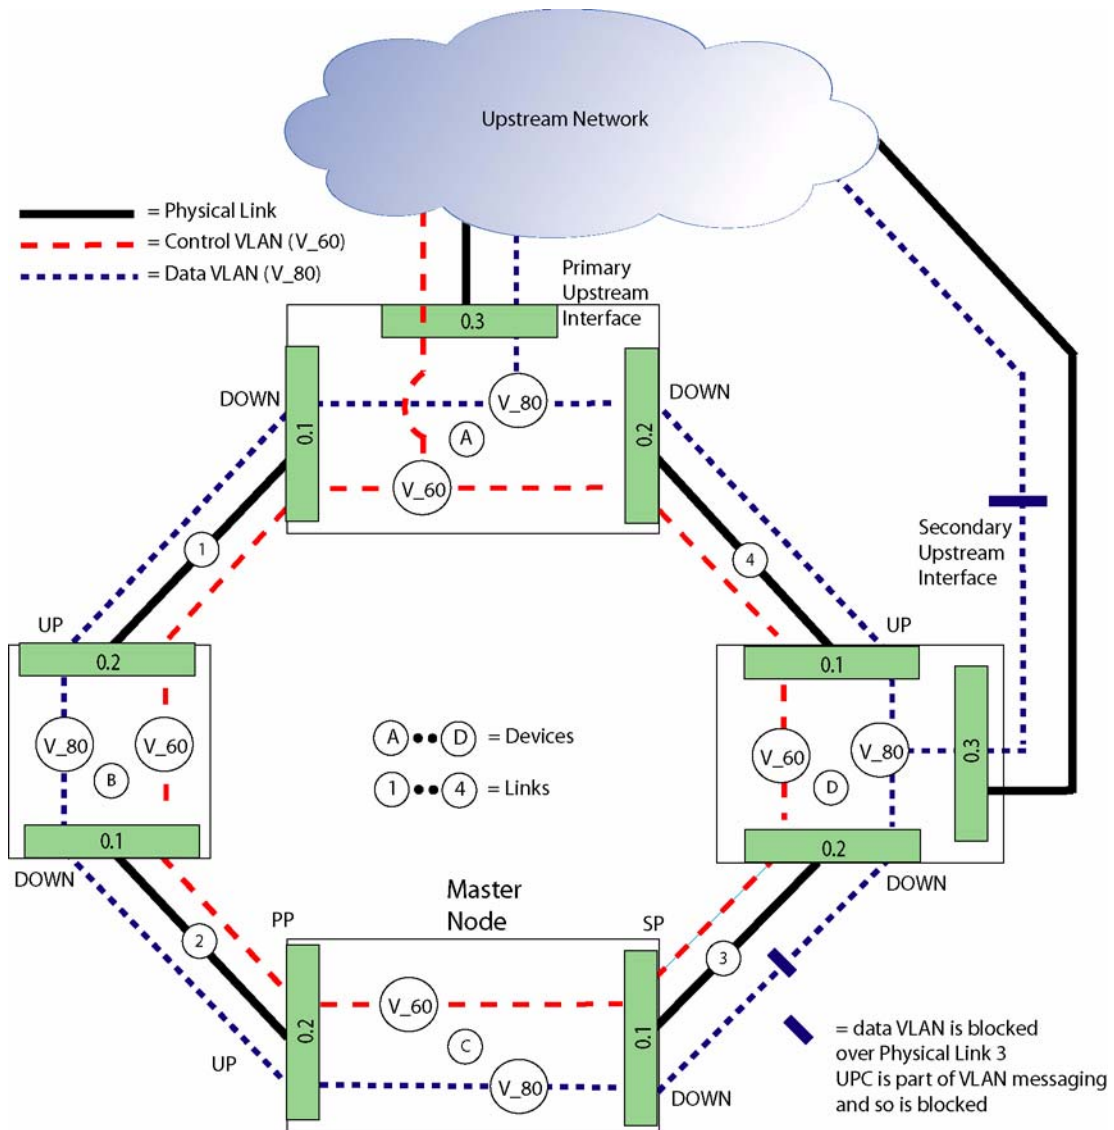 Upstream Network
= Physical Link
= Control VLAN (V_60)
= Data VLAN (V_80)
Primary
Upstream
Interface
0.3
DOWN
DOWN
0.1
V_80
0.2
A
V_60
1
4
Secondary
Upstream
Interface
UP
UP
0.2
0.1
V_80
V_60
B
A
D
= Devices
1
4
= Links
V_60
V_80
D
0.3
0.1
0.2
DOWN
DOWN
Master
Node
PP
SP
2
3
V_60
0.2
C
0.1
V_80
UP
DOWN
= data VLAN is blocked
over Physical Link 3
UPC is part of VLAN messaging
and so is blocked